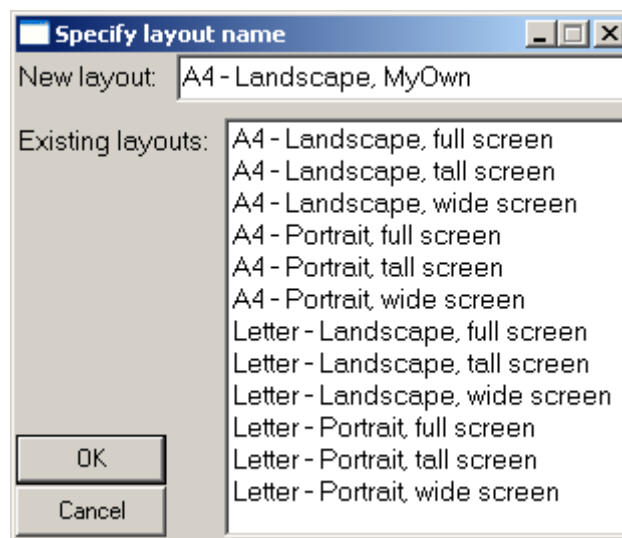 Specify layout name
New layout: A4 - Landscape, MyOwn
Existing layouts:
A4 - Landscape, full screen
A4 - Landscape, tall screen
A4 - Landscape, wide screen
A4 - Portrait, full screen
A4 - Portrait, tall screen
A4 - Portrait, wide screen
Letter - Landscape, full screen
Letter - Landscape, tall screen
Letter - Landscape, wide screen
Letter - Portrait, full screen
Letter - Portrait, tall screen
Letter - Portrait, wide screen
OK
Cancel